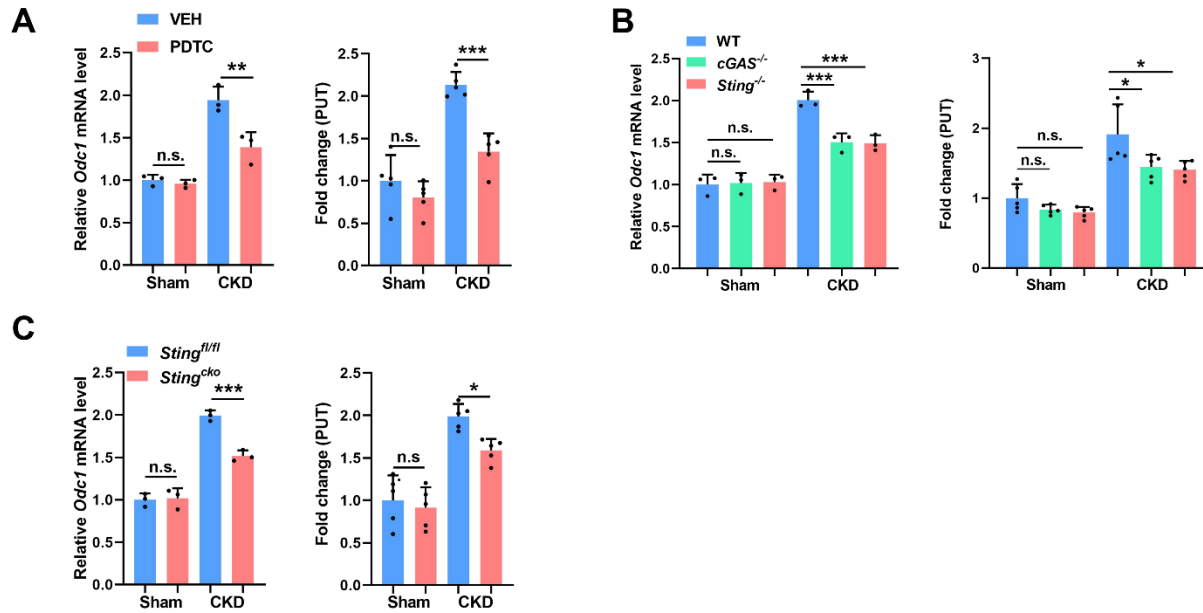 A
VEH
PDTC
Relative Odc1 mRNA level
2.5
2.0
1.5
1.0
0.5
0.0
n.s.
**
Sham
CKD
Fold change (PUT)
2.5
2.0
1.5
1.0
0.5
0.0
n.s.
***
Sham
CKD
B
WT
cGAS-/-
Sting-/-
Relative Odc1 mRNA level
2.5
2.0
1.5
1.0
0.5
0.0
n.s.
n.s.
***
***
Sham
CKD
Fold change (PUT)
3
2
1
0
n.s.
n.s.
*
*
Sham
CKD
C
Sting fl/fl
Sting cko
Relative Odc1 mRNA level
2.5
2.0
1.5
1.0
0.5
0.0
n.s.
***
Sham
CKD
Fold change (PUT)
2.5
2.0
1.5
1.0
0.5
0.0
n.s
*
Sham
CKD